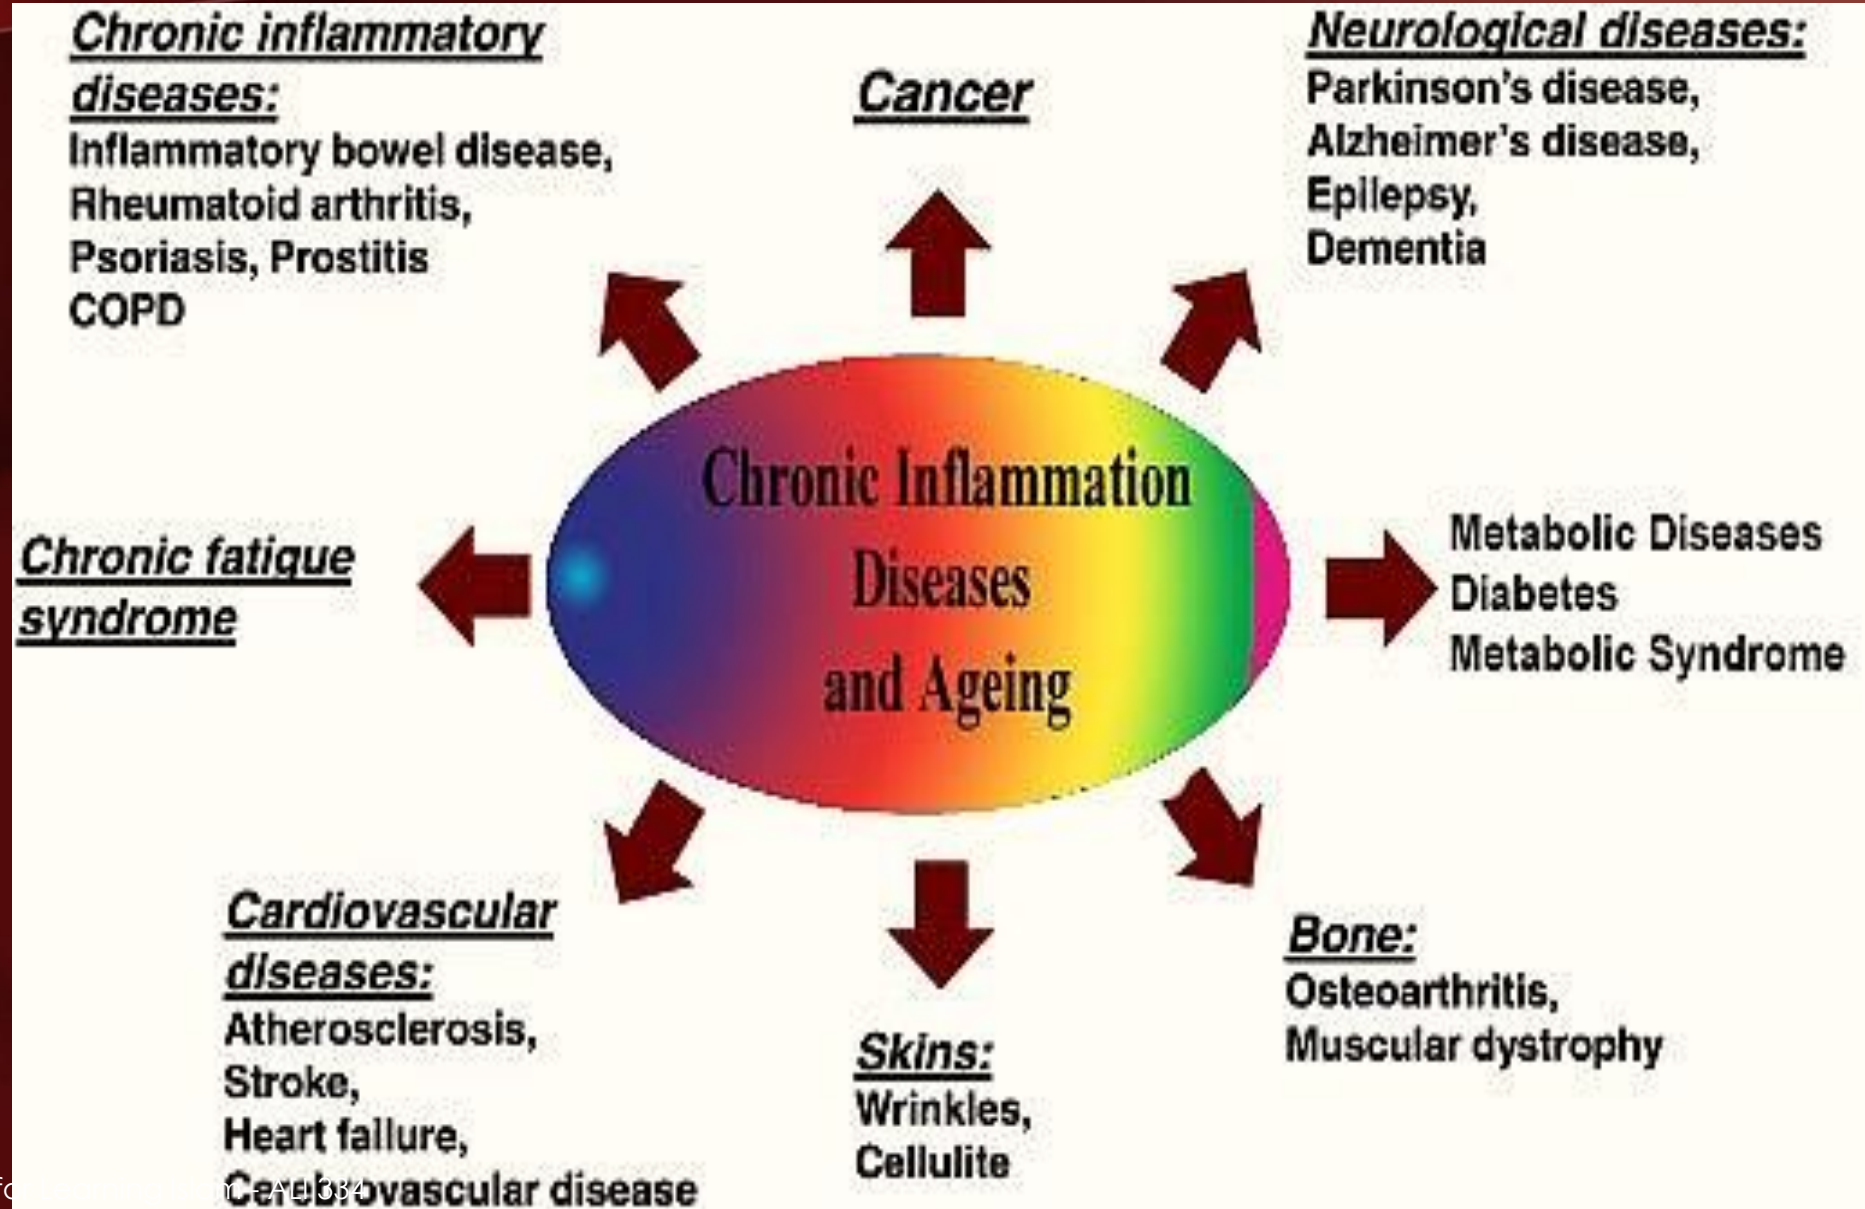 Chronic inflammatory
diseases:
Inflammatory bowel disease,
Rheumatoid arthritis,
Psoriasis, Prostitis
COPD
Cancer
Neurological diseases:
Parkinson's disease,
Alzheimer's disease,
Epilepsy,
Dementia
Chronic Inflammation
Diseases
and Ageing
Chronic fatigue
syndrome
Metabolic Diseases
Diabetes
Metabolic Syndrome
Cardiovascular
diseases:
Atherosclerosis,
Stroke,
Heart failure,
Cerebrovascular disease
Skins:
Wrinkles,
Cellulite
Bone:
Osteoarthritis,
Muscular dystrophy
- ALI 334